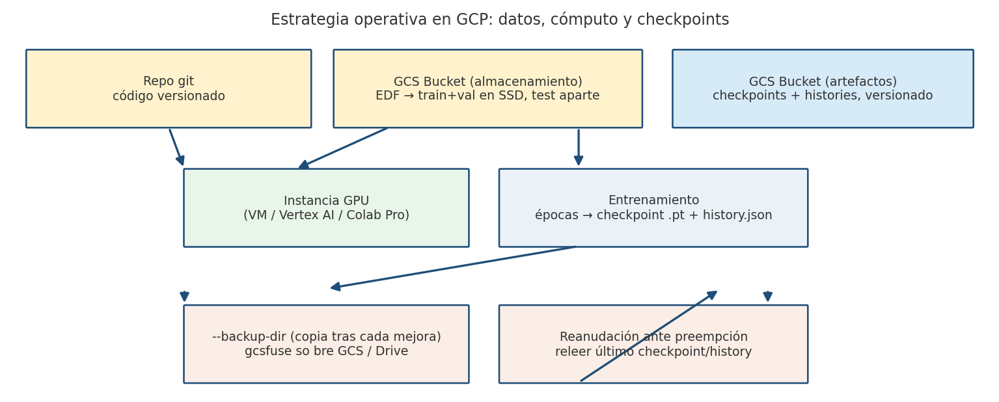 Estrategia operativa en GCP: datos, cómputo y checkpoints
Repo git
código versionado
GCS Bucket (almacenamiento)
EDF → train+val en SSD, test aparte
GCS Bucket (artefactos)
checkpoints + histories, versionado
Instancia GPU
(VM / Vertex AI / Colab Pro)
Entrenamiento
épocas → checkpoint .pt + history.json
--backup-dir (copia tras cada mejora)
gcsfuse so bre GCS / Drive
Reanudación ante preempción
releer último checkpoint/history